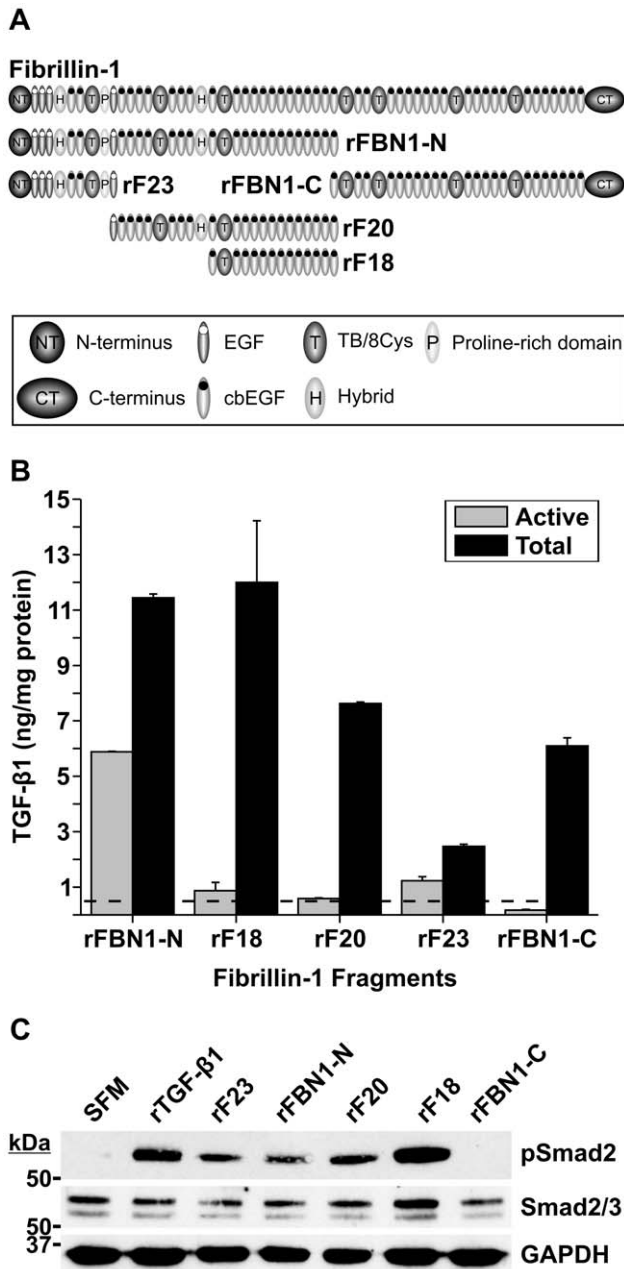 A
Fibrillin-1
NT H T P T H T T T T T CT
NT H T P T H T rFBN1-N
NT H T P rF23 rFBN1-C T T T T CT
T H T rF20
T rF18
NT N-terminus EGF T TB/8Cys P Proline-rich domain
CT C-terminus cbEGF H Hybrid
B
15
13
11
9
7
5
3
1
TGF-β1 (ng/mg protein)
Active
Total
rFBN1-N rF18 rF20 rF23 rFBN1-C
Fibrillin-1 Fragments
C
SFM rTGF-β1 rF23 rFBN1-N rF20 rF18 rFBN1-C
kDa
pSmad2
50
Smad2/3
50
37
GAPDH